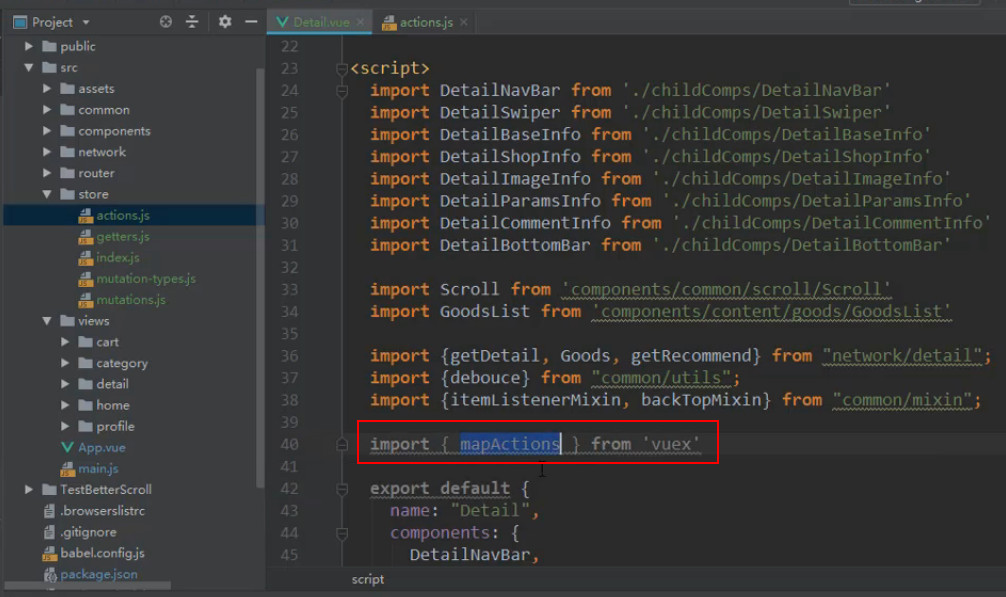 Project
Detail.vue
actions.js
public
src
assets
common
components
network
router
store
actions.js
getters.js
index.js
mutation-types.js
mutations.js
views
cart
category
detail
home
profile
App.vue
main.js
TestBetterScroll
.browserslistrc
.gitignore
babel.config.js
package.json
22
23 <script>
24 import DetailNavBar from './childComps/DetailNavBar'
25 import DetailSwiper from './childComps/DetailSwiper'
26 import DetailBaseInfo from './childComps/DetailBaseInfo'
27 import DetailShopInfo from './childComps/DetailShopInfo'
28 import DetailImageInfo from './childComps/DetailImageInfo'
29 import DetailParamsInfo from './childComps/DetailParamsInfo'
30 import DetailCommentInfo from './childComps/DetailCommentInfo'
31 import DetailBottomBar from './childComps/DetailBottomBar'
32
33 import Scroll from 'components/common/scroll/Scroll'
34 import GoodsList from 'components/content/goods/GoodsList'
35
36 import {getDetail, Goods, getRecommend} from "network/detail";
37 import {debouce} from "common/utils";
38 import {itemListenerMixin, backTopMixin} from "common/mixin";
39
40 import { mapActions } from 'vuex'
41
42 export default {
43 name: "Detail",
44 components: {
45 DetailNavBar,
script